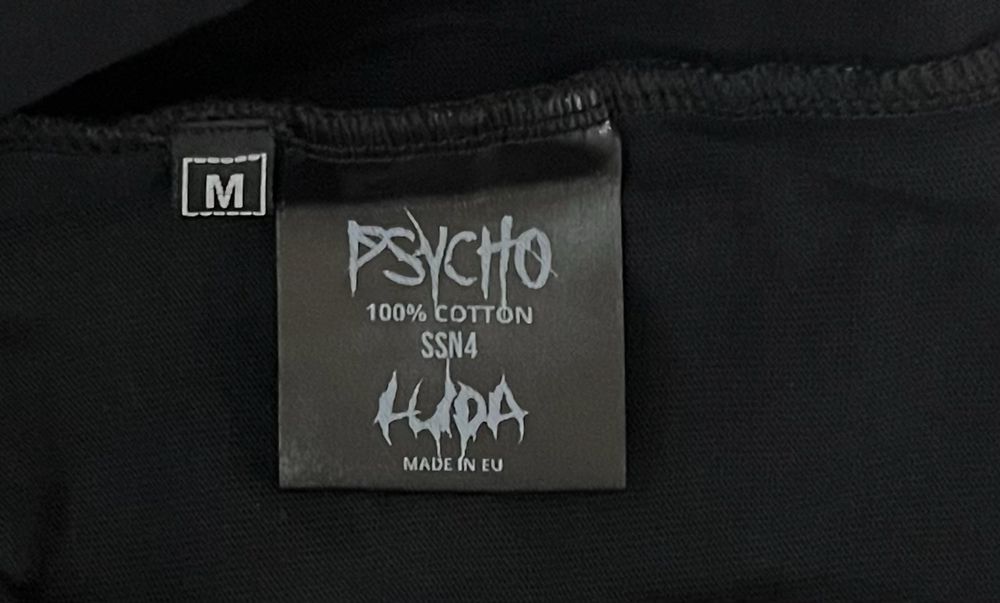 M
PSYCHO
100% COTTON
SSN4
LUDA
MADE IN EU